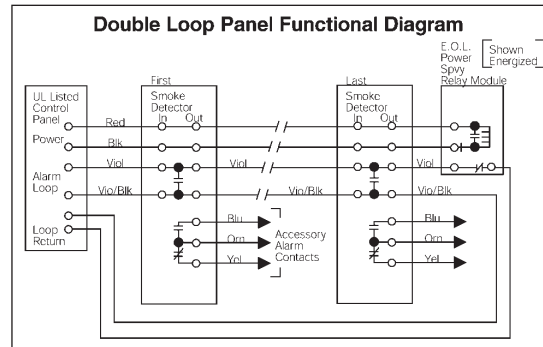 Double Loop Panel Functional Diagram
E.O.L.
Power
Spvy
Relay Module
Shown
Energized
UL Listed
Control
Panel
Power
Alarm
Loop
Loop
Return
First
Smoke
Detector
In Out
Last
Smoke
Detector
In Out
Red
Blk
Viol
Viol
Viol
Viol
Vio/Blk
Vio/Blk
Vio/Blk
Blu
Orn
Yel
Accessory
Alarm
Contacts
Blu
Orn
Yel